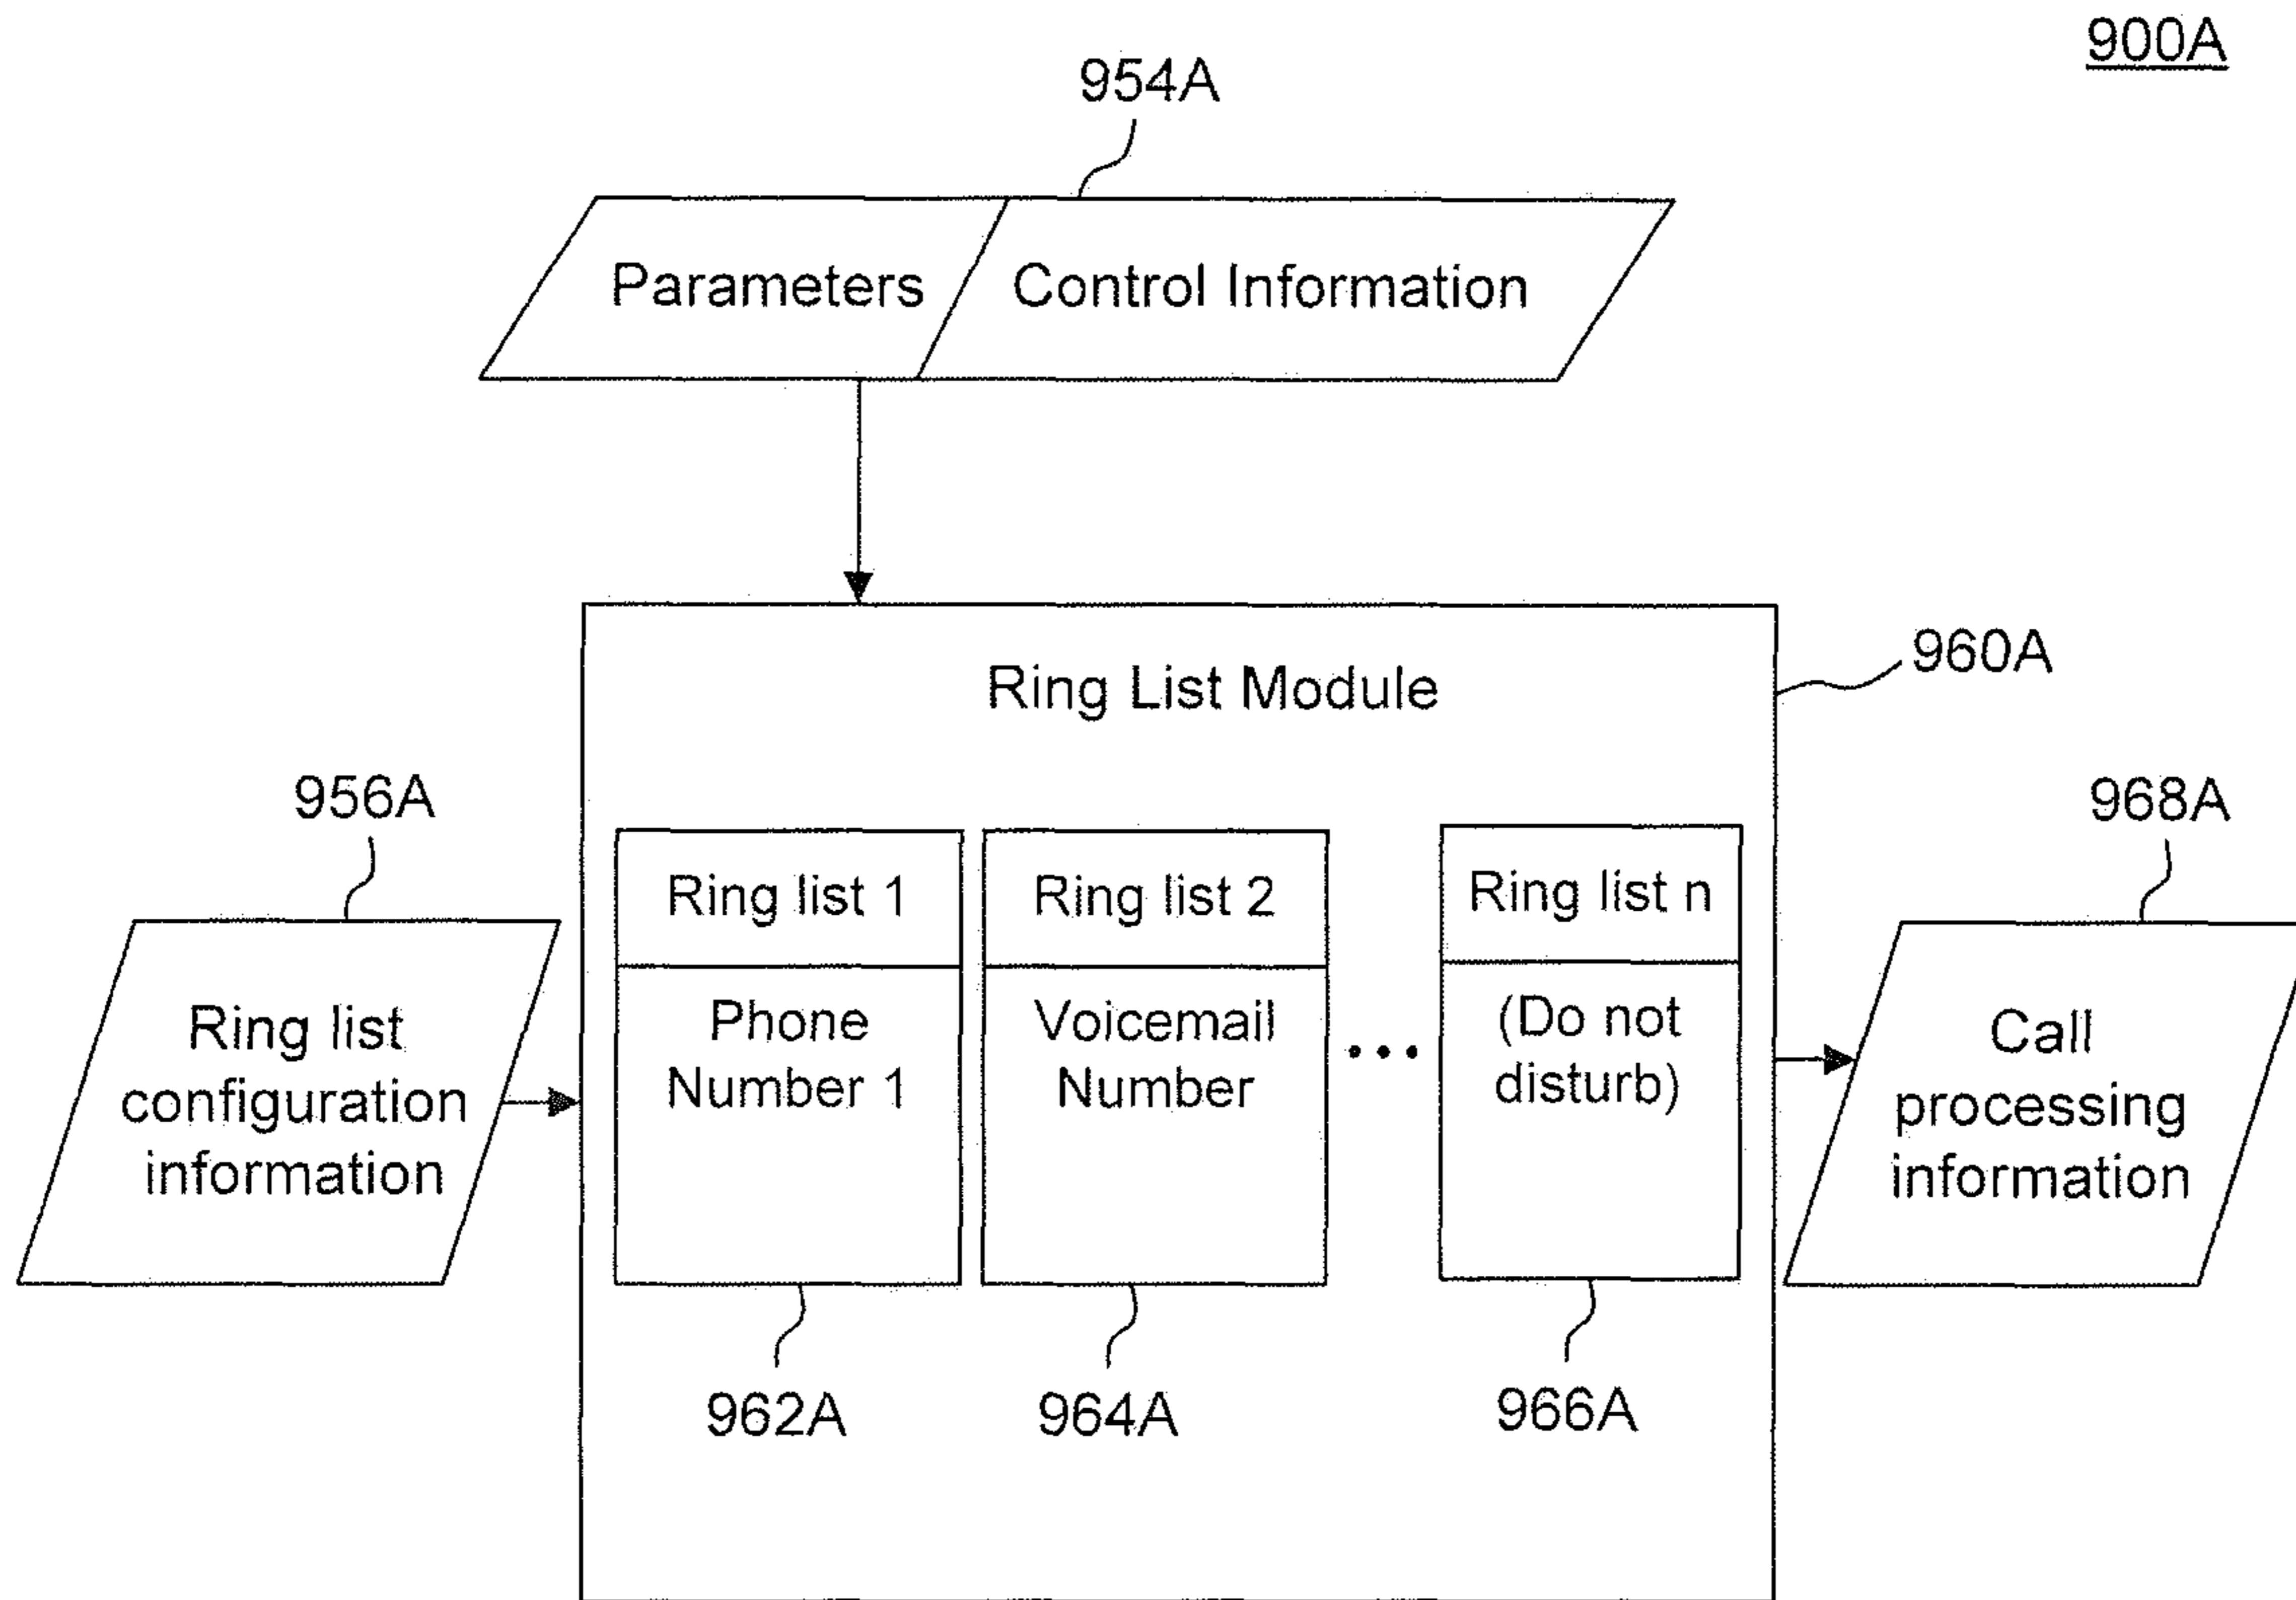 900A
954A
Parameters
Control Information
960A
Ring List Module
956A
968A
Ring list 1
Ring list 2
Ring list n
Ring list
configuration
information
Phone
Number 1
Voicemail
Number
• • •
(Do not
disturb)
Call
processing
information
962A
964A
966A